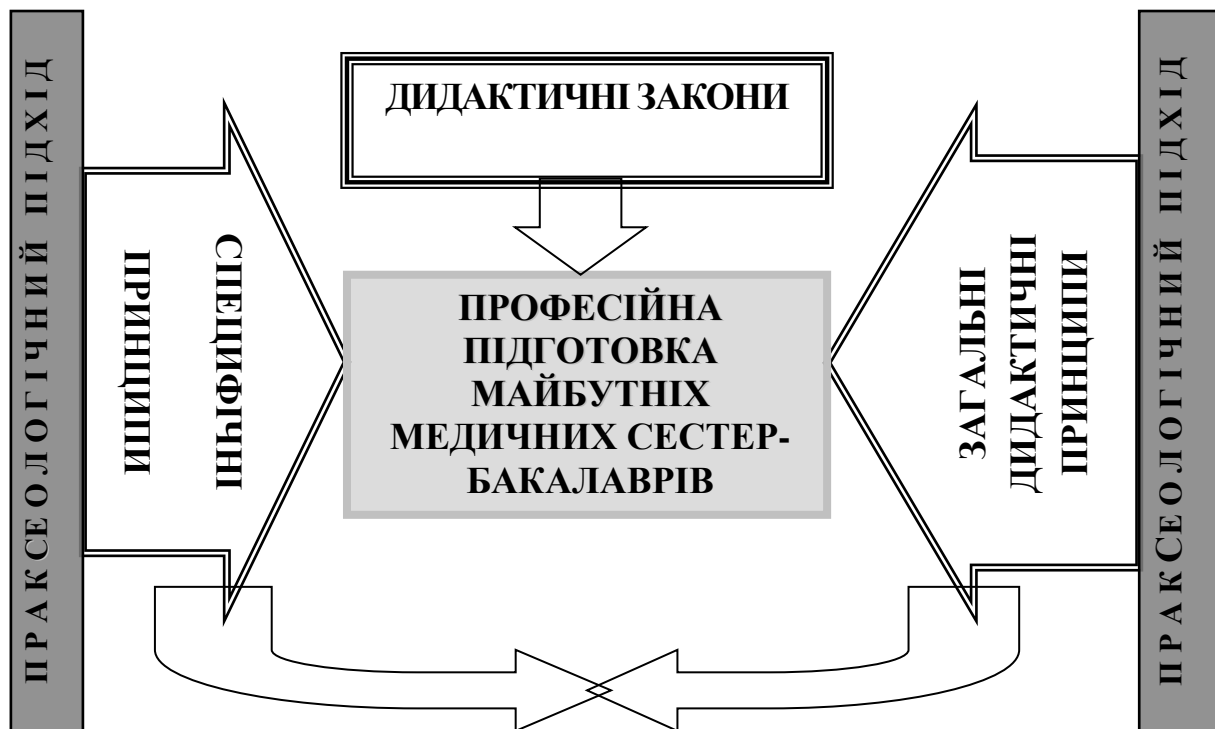 ПРАКСЕОЛОГІЧНИЙ ПІДХІД
СПЕЦИФІЧНІ
ПРИНЦИПИ
ДИДАКТИЧНІ ЗАКОНИ
ПРОФЕСІЙНА
ПІДГОТОВКА
МАЙБУТНІХ
МЕДИЧНИХ СЕСТЕР-
БАКАЛАВРІВ
ЗАГАЛЬНІ
ДИДАКТИЧНІ
ПРИНЦИПИ
ПРАКСЕОЛОГІЧНИЙ ПІДХІД